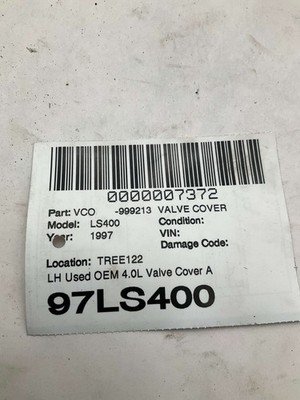 0000007372
Part: VCO -999213 VALVE COVER
Model: LS400 Condition:
Year: 1997 VIN:
Damage Code:
Location: TREE122
LH Used OEM 4.0L Valve Cover A
97LS400